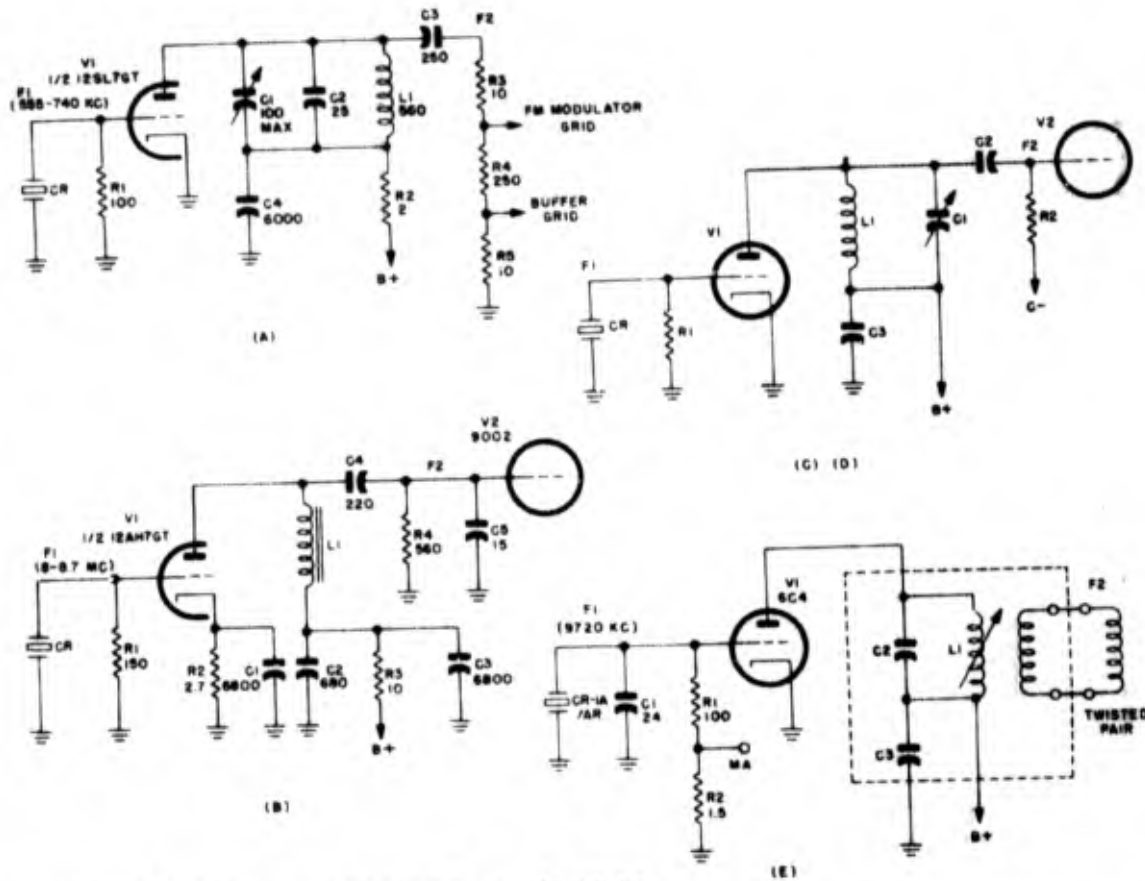 V1
1/2 12SL7GT
F1
(555-740 KC)
CR
R1
100
C1
100
MAX
C2
25
L1
560
C3
250
F2
R3
10
FM MODULATOR
GRID
R4
250
BUFFER
GRID
R5
10
C4
6000
R2
2
B+
(A)
F1
CR
R1
V1
L1
C1
C3
B+
C2
F2
V2
R2
C-
(C) (D)
V1
1/2 12AH7GT
F1
(8-8.7 MC)
CR
R1
150
R2
2.7
C1
6800
L1
C2
680
R3
10
B+
C3
6800
C4
220
F2
R4
560
C5
15
V2
9002
(B)
F1
(9720 KC)
CR-1A
/AR
C1
24
R1
100
MA
R2
1.5
V1
6C4
C2
L1
C3
B+
F2
TWISTED
PAIR
(E)